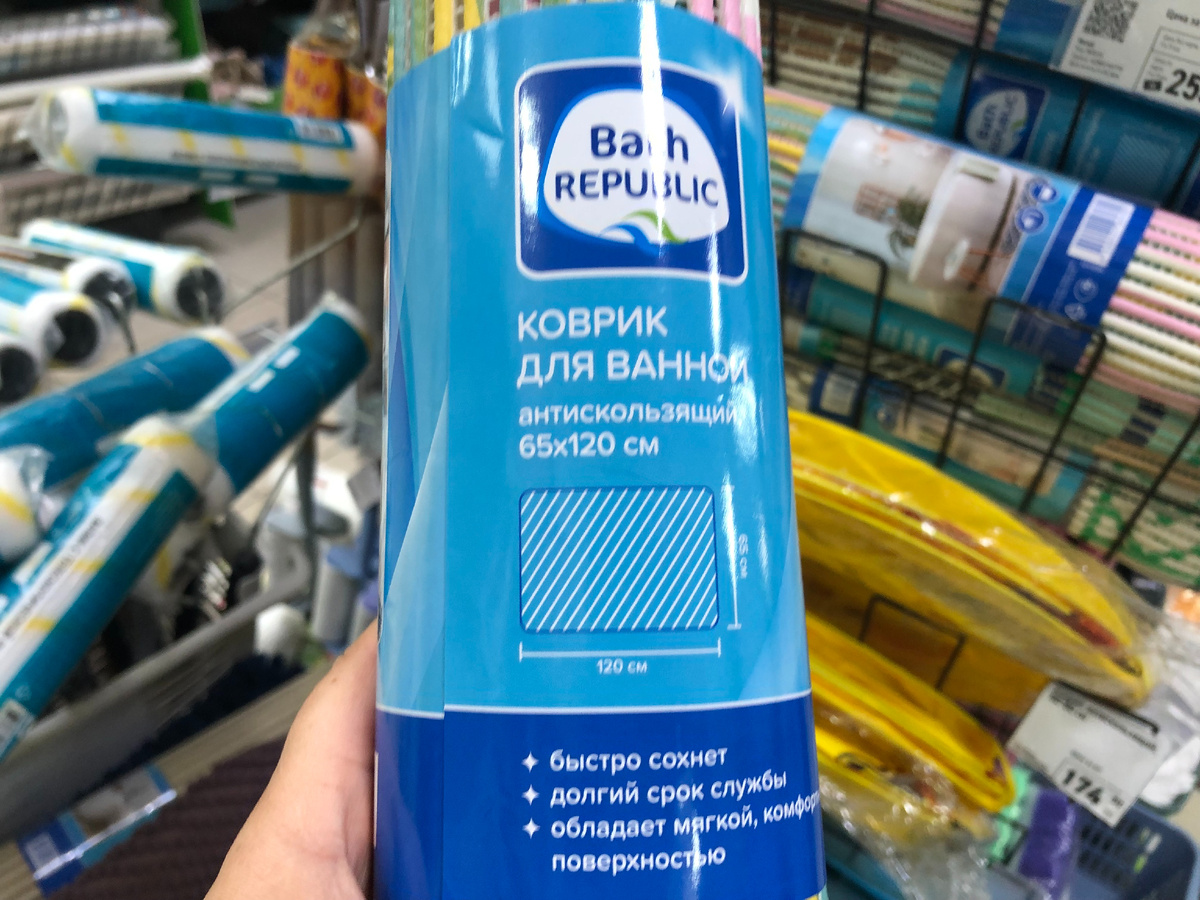 Bath
REPUBLIC
КОВРИК
ДЛЯ ВАННОЙ
антискользящий
65х120 см
65 см
120 см
быстро сохнет
долгий срок службы
обладает мягкой, комфорт
поверхностью
174